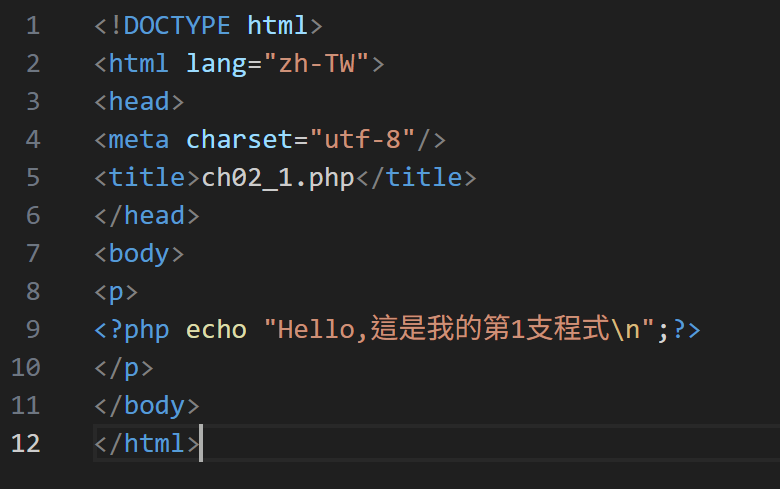 1 <!DOCTYPE html>
2 <html lang="zh-TW">
3 <head>
4 <meta charset="utf-8"/>
5 <title>ch02_1.php</title>
6 </head>
7 <body>
8 <p>
9 <?php echo "Hello,這是我的第1支程式\n";?>
10 </p>
11 </body>
12 </html>